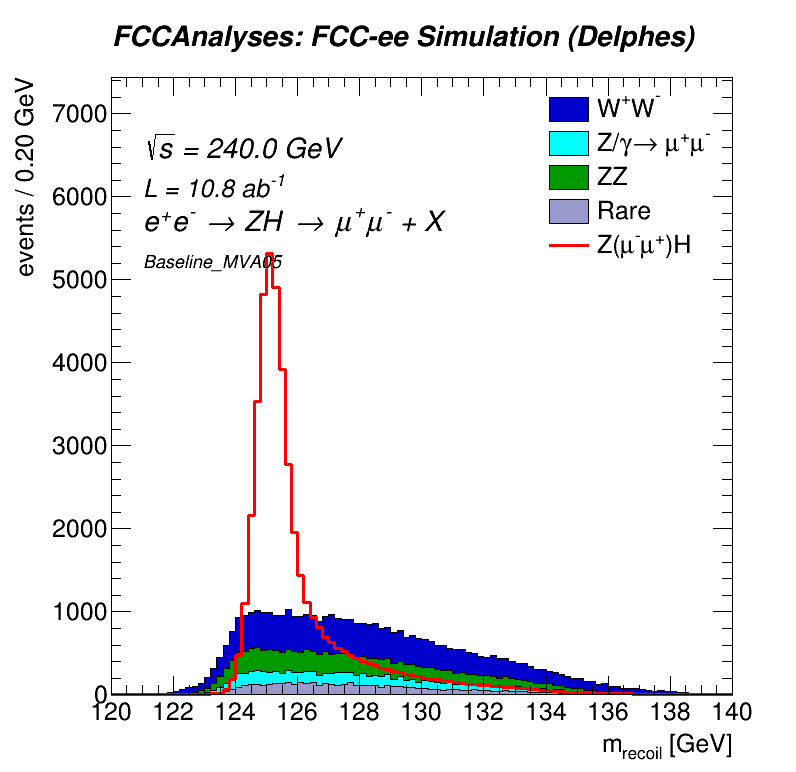 FCCAnalyses: FCC-ee Simulation (Delphes)
events / 0.20 GeV
7000
6000
5000
4000
3000
2000
1000
0
√s = 240.0 GeV
L = 10.8 ab⁻¹
e⁺e⁻ → ZH → μ⁺μ⁻ + X
Baseline_MVA05
W⁺W⁻
Z/γ→ μ⁺μ⁻
ZZ
Rare
Z(μ⁻μ⁺)H
120 122 124 126 128 130 132 134 136 138 140
m_recoil [GeV]